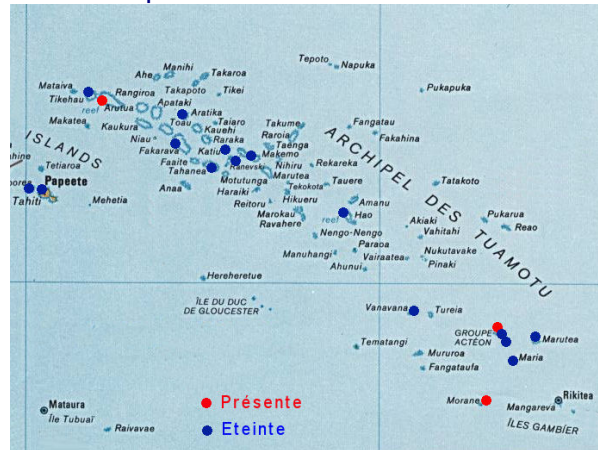 Tepoto
Napuka
Manihi
Ahe
Takaroa
Mataiva
Rangiroa
Takapoto
Tikei
Pukapuka
Tikehau
Apataki
reef
Arutua
Aratika
Makatea
Toau
Taiaro
Takume
Fangatau
Kaukura
Kauehi
Raroia
Fakahina
ISLANDS
Niau
Raraka
Taenga
ARCHIPEL DES TUAMOTU
Fakarava
Katiu
Makemo
Faaite
Ranevski
Nihiru
Rekareka
Tetiaroa
Tahanea
Marutea
Papeete
Motutunga
Tekokota
Tauere
Tatakoto
Anaa
Haraiki
Hikueru
Amanu
Tahiti
Mehetia
Reitoru
Marokau
reef
Hao
Pukarua
Ravahere
Akiaki
Reao
Nengo-Nengo
Vahitahi
Manuhangi
Paraoa
Nukutavake
Vairaatea
Pinaki
Ahunui
Hereheretue
ÎLE DU DUC
DE GLOUCESTER
Vanavana
Tureia
GROUPE
ACTÉON
Marutea
Tematangi
Mururoa
Maria
Fangataufa
Présente
Morane
Rikitea
Mataura
Mangareva
Île Tubuaï
Eteinte
ÎLES GAMBIER
Raivavae